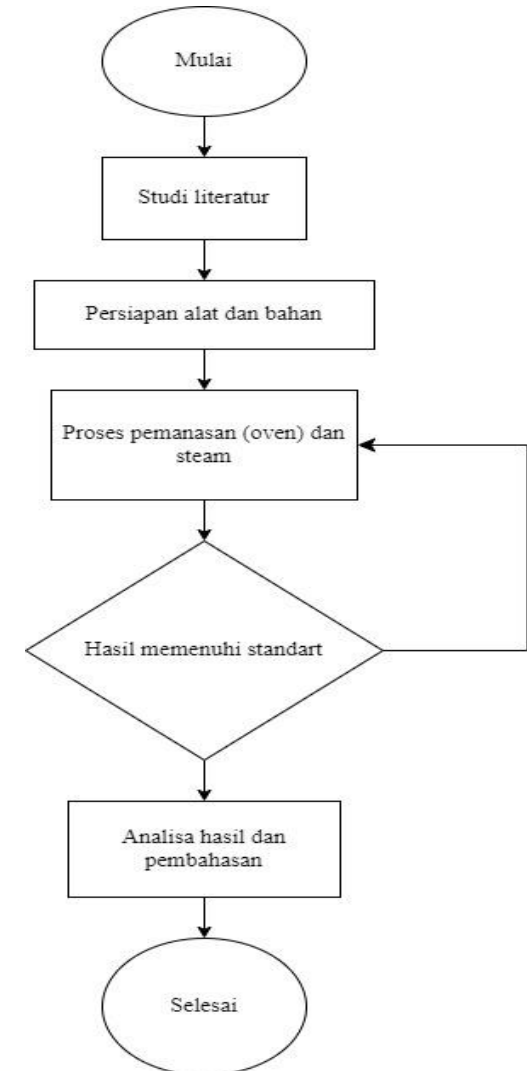 Mulai
Studi literatur
Persiapan alat dan bahan
Proses pemanasan (oven) dan
steam
Hasil memenuhi standart
Analisa hasil dan
pembahasan
Selesai